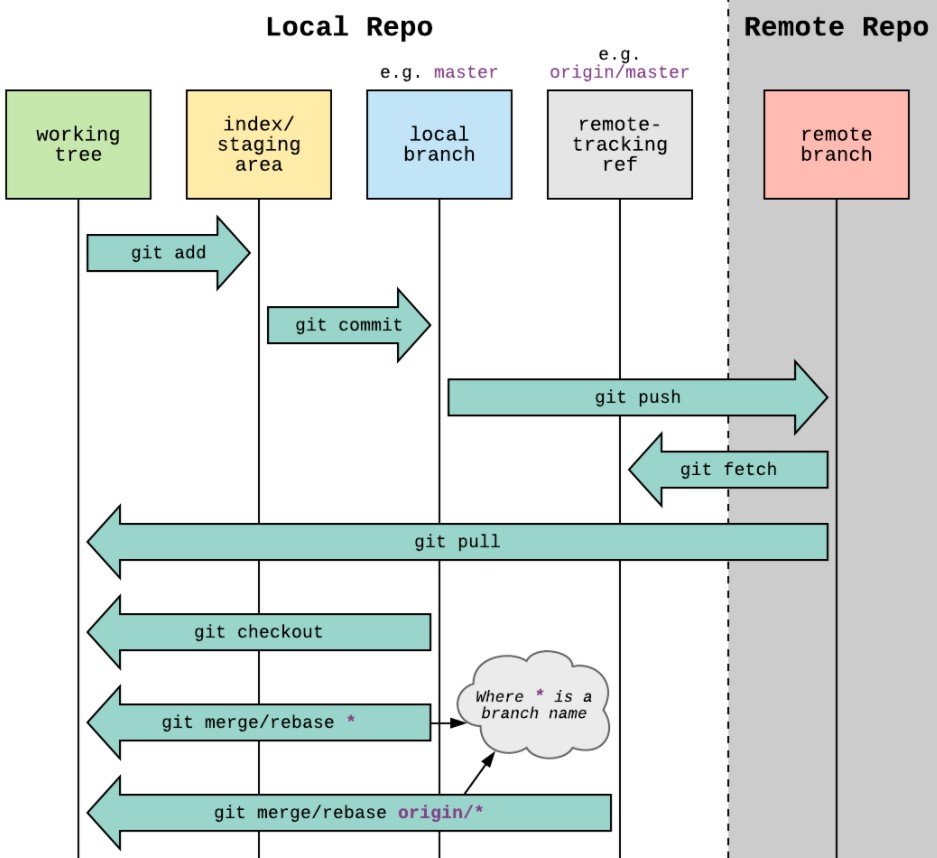 Local Repo
Remote Repo
e.g. master
e.g.
origin/master
working
tree
index/
staging
area
local
branch
remote-
tracking
ref
remote
branch
git add
git commit
git push
git fetch
git pull
git checkout
Where * is a
branch name
git merge/rebase *
git merge/rebase origin/*